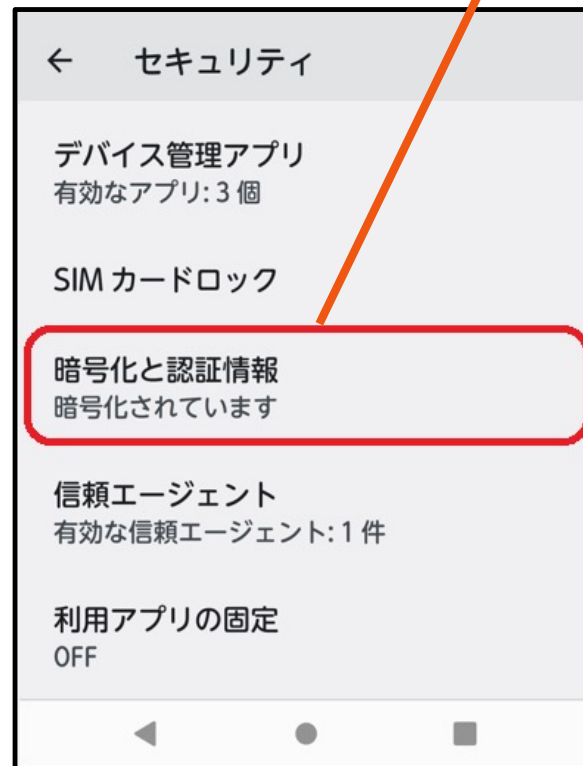 セキュリティ
デバイス管理アプリ
有効なアプリ: 3 個
SIM カードロック
暗号化と認証情報
暗号化されています
信頼エージェント
有効な信頼エージェント: 1 件
利用アプリの固定
OFF